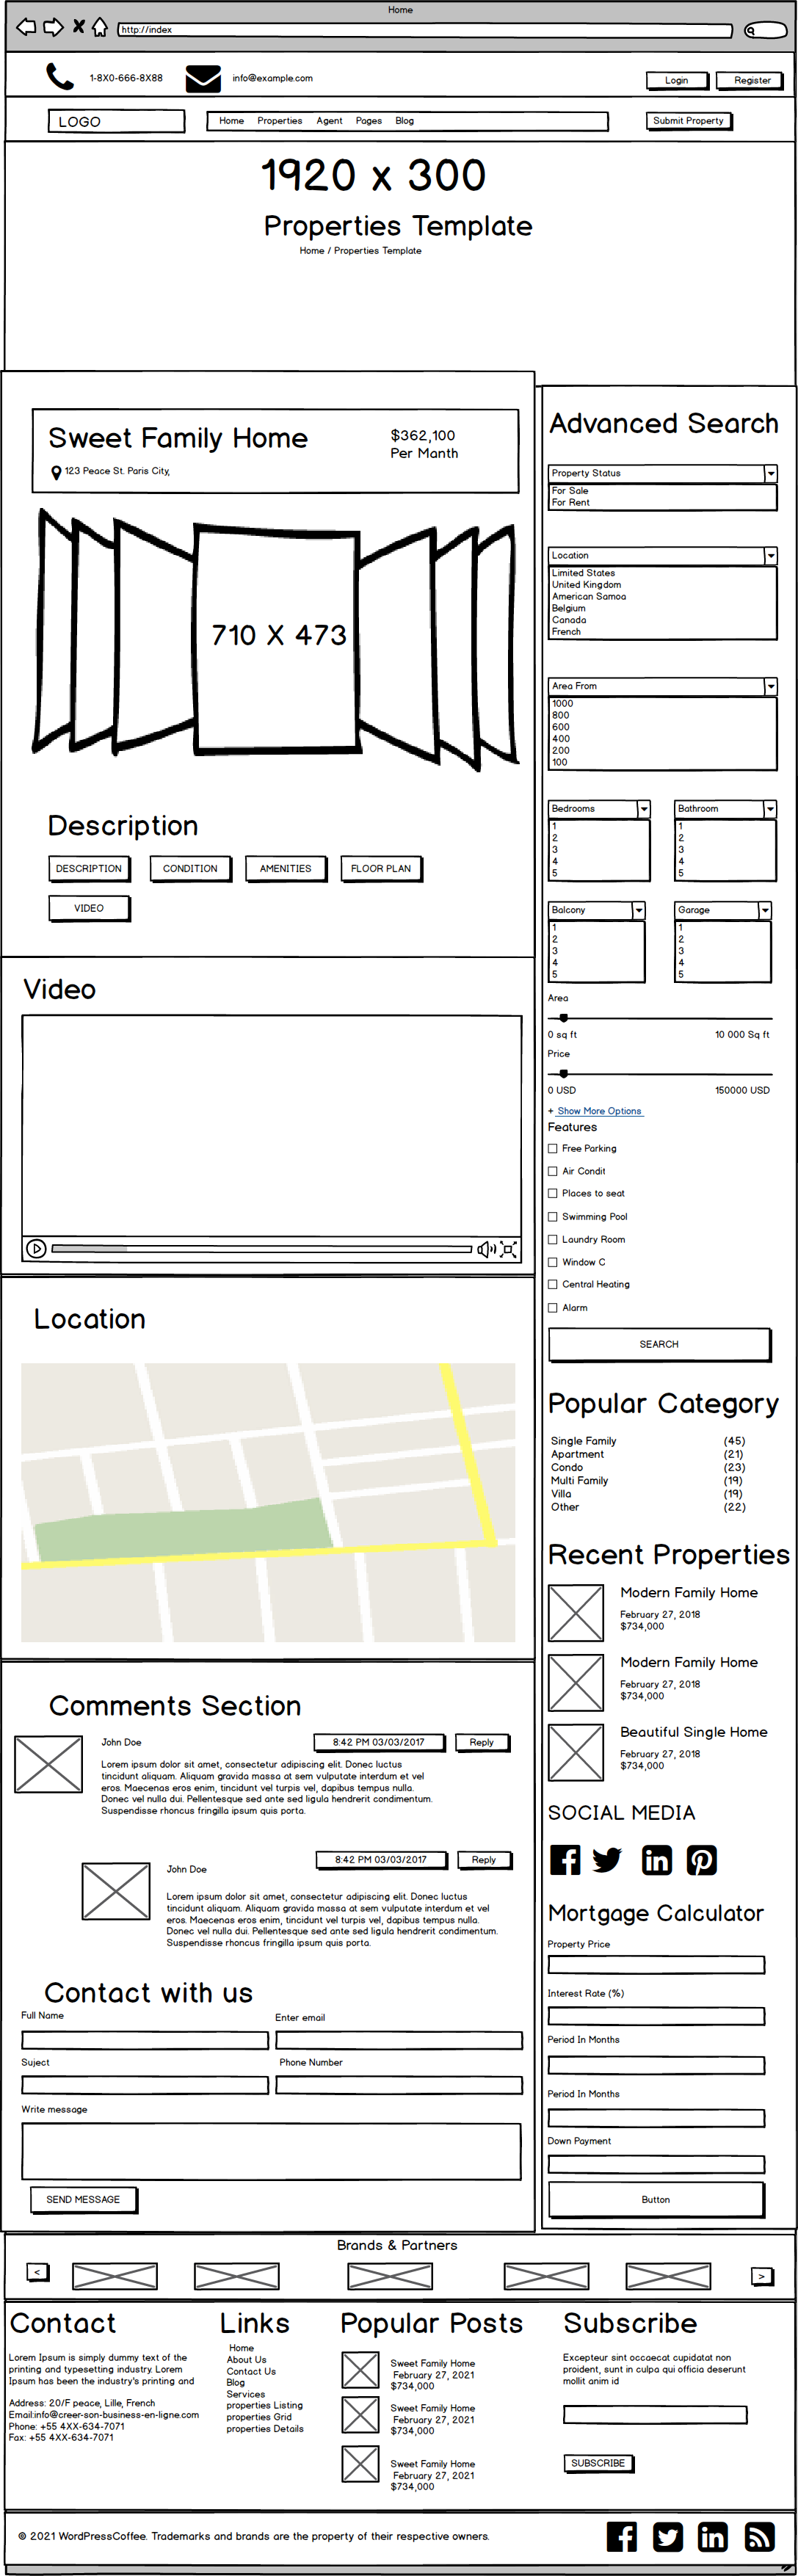 Home
http://index
1-8X0-666-8X88
info@example.com
Login
Register
LOGO
Home Properties Agent Pages Blog
Submit Property
1920 x 300
Properties Template
Home / Properties Template
Sweet Family Home
$362,100
Per Manth
123 Peace St. Paris City,
710 X 473
Description
DESCRIPTION
CONDITION
AMENITIES
FLOOR PLAN
VIDEO
Video
Location
Comments Section
John Doe
8:42 PM 03/03/2017
Reply
Lorem ipsum dolor sit amet, consectetur adipiscing elit. Donec luctus
tincidunt aliquam. Aliquam gravida massa at sem vulputate interdum et vel
eros. Maecenas eros enim, tincidunt vel turpis vel, dapibus tempus nulla.
Donec vel nulla dui. Pellentesque sed ante sed ligula hendrerit condimentum.
Suspendisse rhoncus fringilla ipsum quis porta.
John Doe
8:42 PM 03/03/2017
Reply
Lorem ipsum dolor sit amet, consectetur adipiscing elit. Donec luctus
tincidunt aliquam. Aliquam gravida massa at sem vulputate interdum et vel
eros. Maecenas eros enim, tincidunt vel turpis vel, dapibus tempus nulla.
Donec vel nulla dui. Pellentesque sed ante sed ligula hendrerit condimentum.
Suspendisse rhoncus fringilla ipsum quis porta.
Contact with us
Full Name
Enter email
Suject
Phone Number
Write message
SEND MESSAGE
Advanced Search
Property Status
For Sale
For Rent
Location
Limited States
United Kingdom
American Samoa
Belgium
Canada
French
Area From
1000
800
600
400
200
100
Bedrooms
1
2
3
4
5
Bathroom
1
2
3
4
5
Balcony
1
2
3
4
5
Garage
1
2
3
4
5
Area
0 sq ft
10 000 Sq ft
Price
0 USD
150000 USD
+ Show More Options
Features
Free Parking
Air Condit
Places to seat
Swimming Pool
Laundry Room
Window C
Central Heating
Alarm
SEARCH
Popular Category
Single Family (45)
Apartment (21)
Condo (23)
Multi Family (19)
Villa (19)
Other (22)
Recent Properties
Modern Family Home
February 27, 2018
$734,000
Modern Family Home
February 27, 2018
$734,000
Beautiful Single Home
February 27, 2018
$734,000
SOCIAL MEDIA
Mortgage Calculator
Property Price
Interest Rate (%)
Period In Months
Period In Months
Down Payment
Button
Brands & Partners
<
>
Contact
Lorem Ipsum is simply dummy text of the
printing and typesetting industry. Lorem
Ipsum has been the industry's printing and
Address: 20/F peace, Lille, French
Email:info@creer-son-business-en-ligne.com
Phone: +55 4XX-634-7071
Fax: +55 4XX-634-7071
Links
Home
About Us
Contact Us
Blog
Services
properties Listing
properties Grid
properties Details
Popular Posts
Sweet Family Home
February 27, 2021
$734,000
Sweet Family Home
February 27, 2021
$734,000
Sweet Family Home
February 27, 2021
$734,000
Subscribe
Excepteur sint occaecat cupidatat non
proident, sunt in culpa qui officia deserunt
mollit anim id
SUBSCRIBE
© 2021 WordPressCoffee. Trademarks and brands are the property of their respective owners.